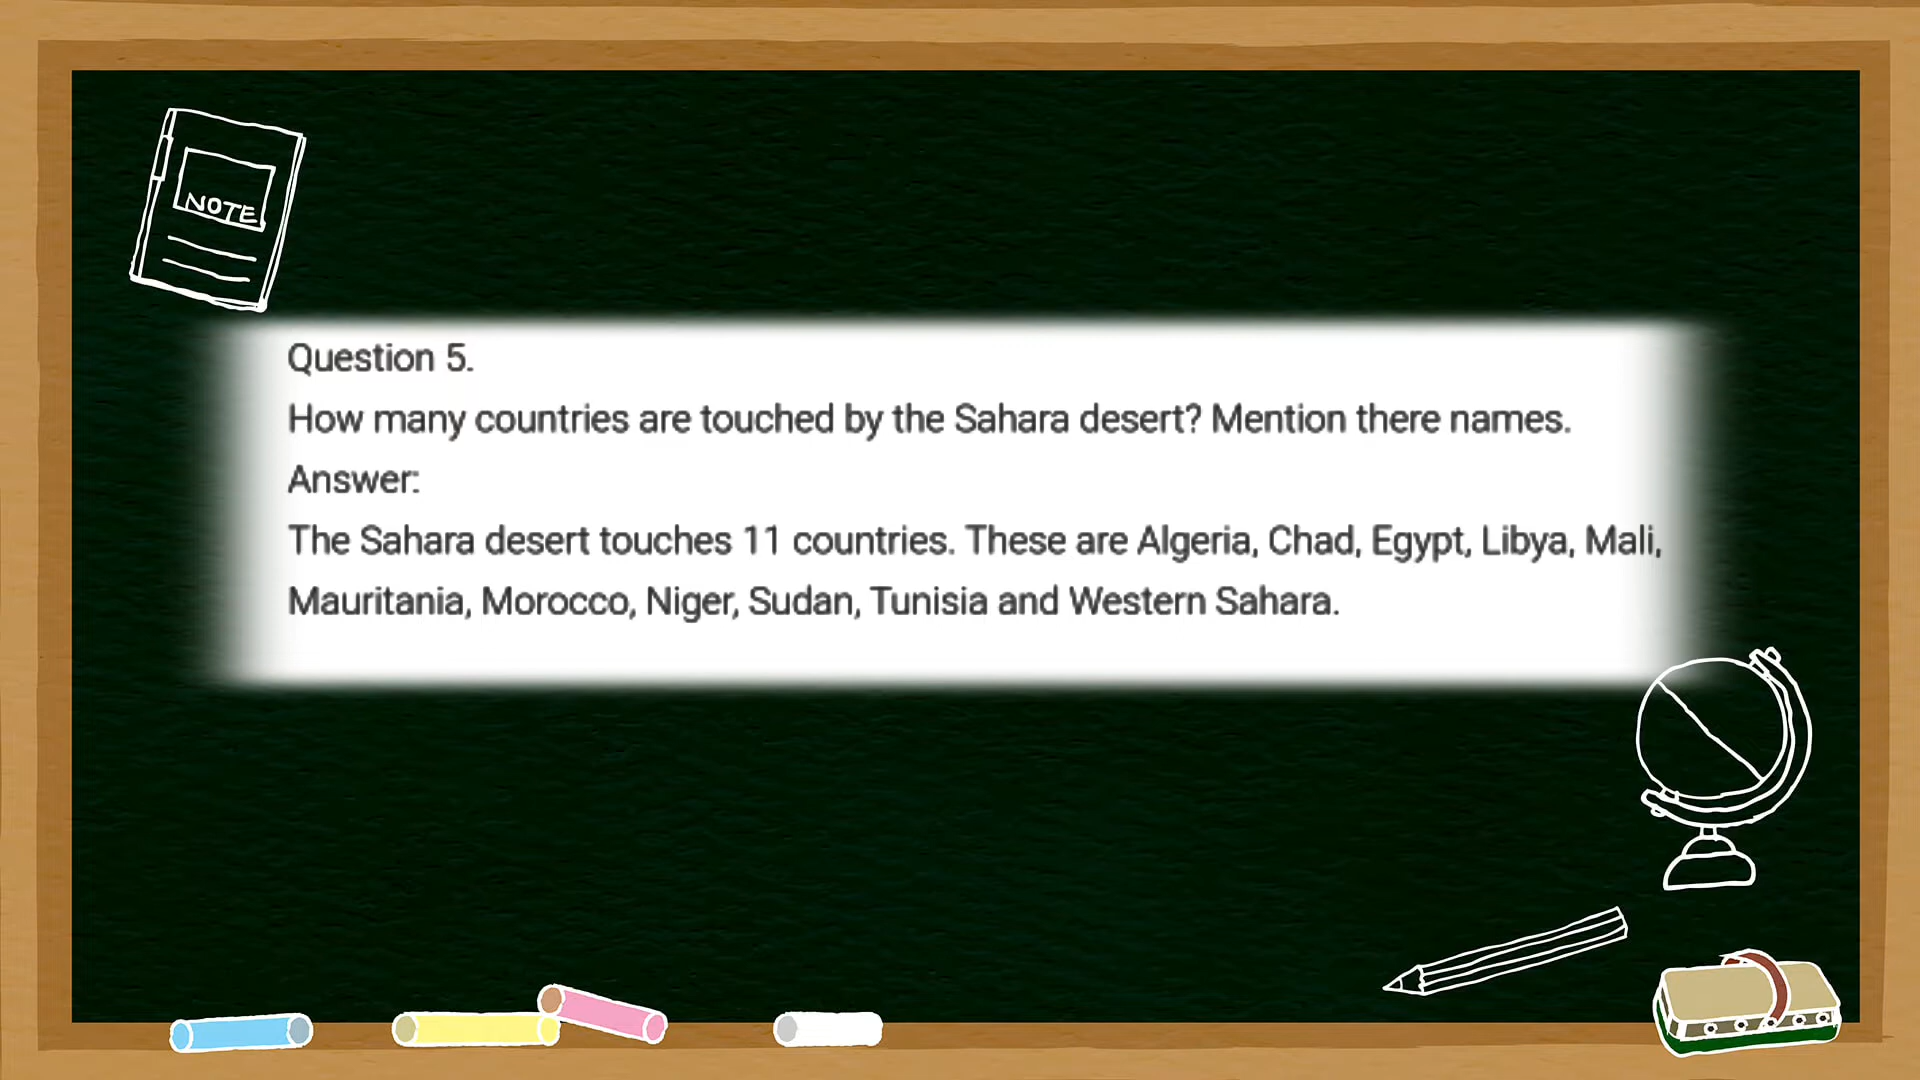 NOTE
Question 5.
How many countries are touched by the Sahara desert? Mention there names.
Answer:
The Sahara desert touches 11 countries. These are Algeria, Chad, Egypt, Libya, Mali,
Mauritania, Morocco, Niger, Sudan, Tunisia and Western Sahara.